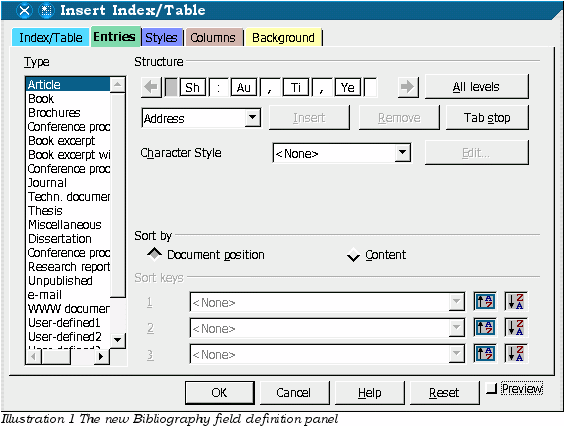 Insert Index/Table
Index/Table Entries Styles Columns Background
Type
Article
Book
Brochures
Conference proc
Book excerpt
Book excerpt wi
Conference proc
Journal
Techn. documen
Thesis
Miscellaneous
Dissertation
Conference proc
Research report
Unpublished
e-mail
WWW documen
User-defined1
User-defined2
Structure
Sh : Au , Ti , Ye
All levels
Address Insert Remove Tab stop
Character Style <None> Edit...
Sort by
Document position Content
Sort keys
1 <None>
2 <None>
3 <None>
OK Cancel Help Reset Preview
Illustration 1 The new Bibliography field definition panel